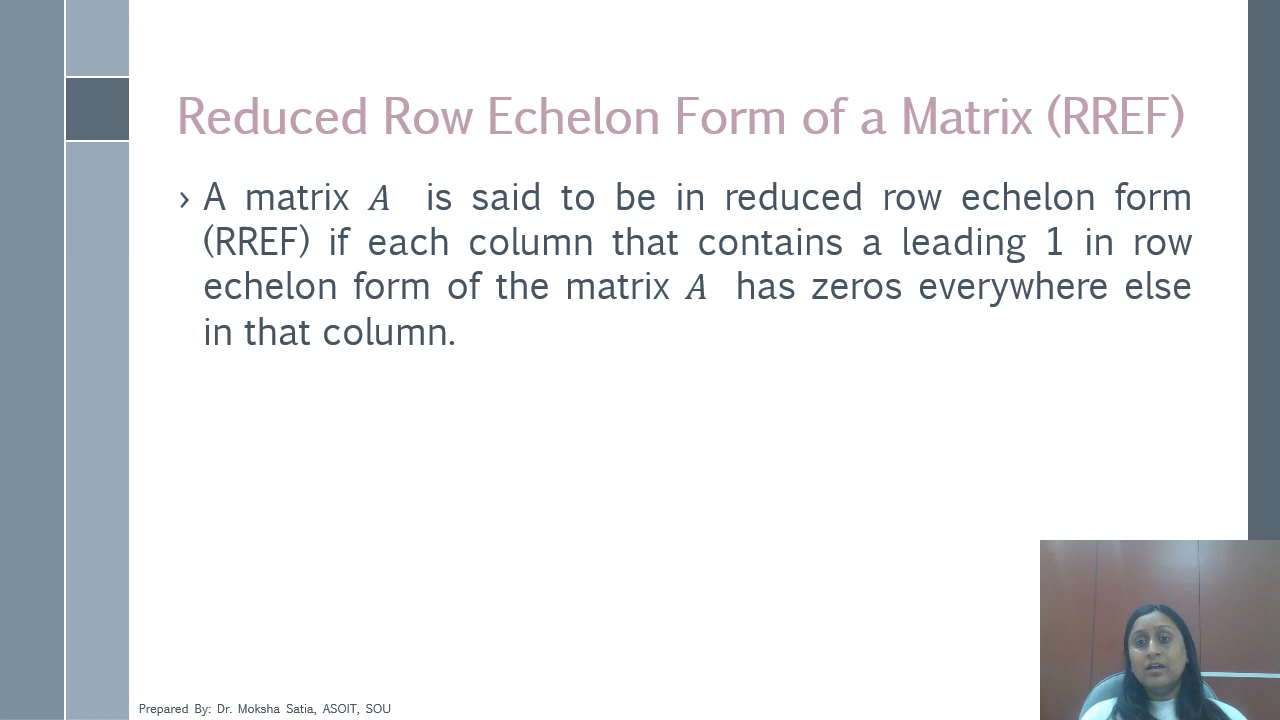 Reduced Row Echelon Form of a Matrix (RREF)
› A matrix A is said to be in reduced row echelon form
(RREF) if each column that contains a leading 1 in row
echelon form of the matrix A has zeros everywhere else
in that column.
Prepared By: Dr. Moksha Satia, ASOIT, SOU